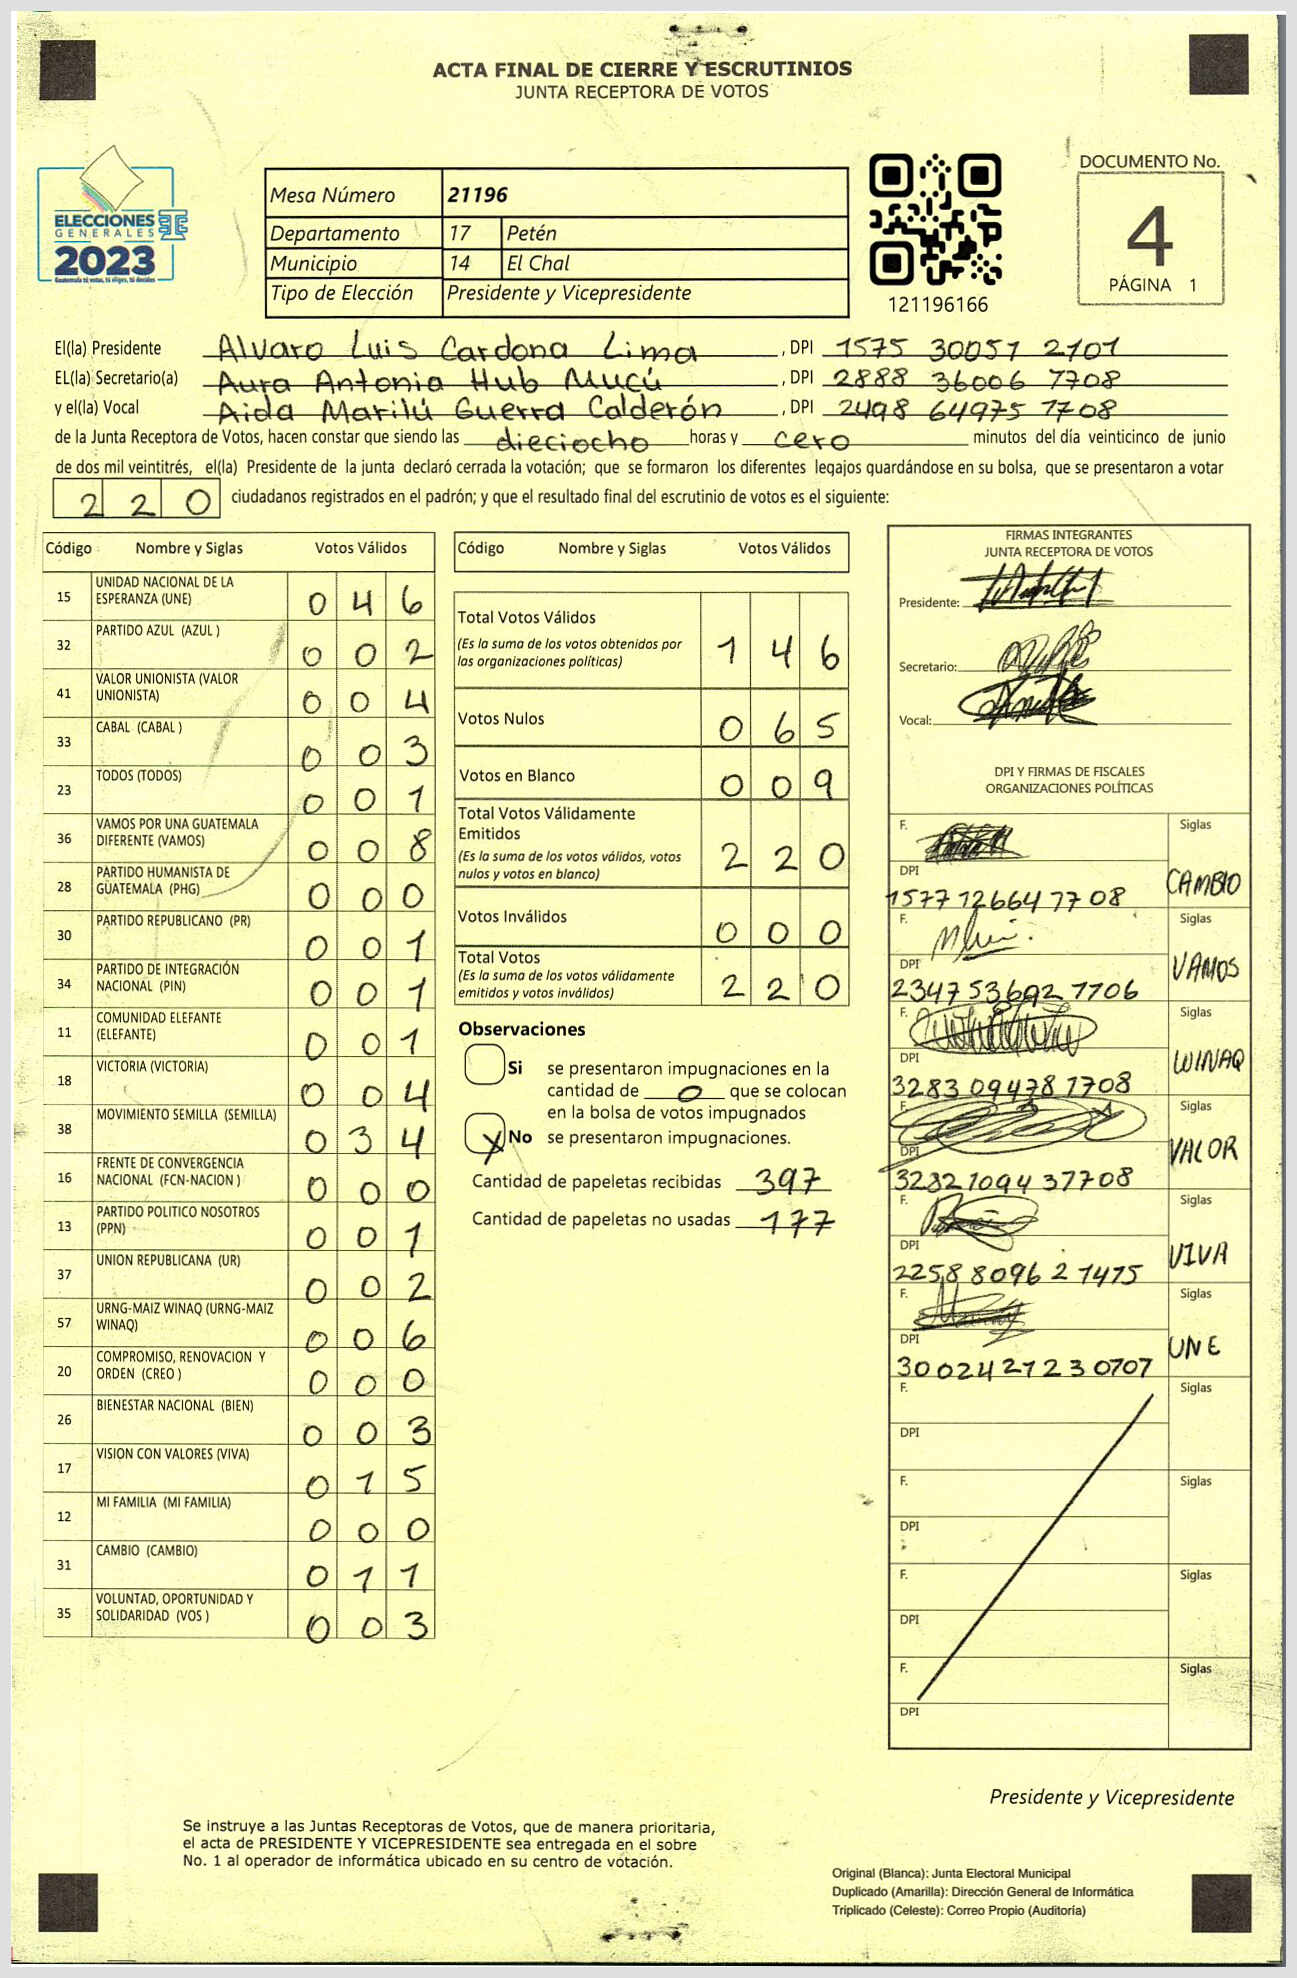 ACTA FINAL DE CIERRE Y ESCRUTINIOS
JUNTA RECEPTORA DE VOTOS
ELECCIONES
GENERALES
2023
Guatemala tú votas, tú eliges, tú decides
Mesa Número 21196
Departamento 17 Petén
Municipio 14 El Chal
Tipo de Elección Presidente y Vicepresidente
121196166
DOCUMENTO No.
4
PÁGINA 1
El(la) Presidente Alvaro Luis Cardona Lima , DPI 1575 30051 2101
EL(la) Secretario(a) Aura Antonia Hub Mucú , DPI 2888 36006 1708
y el(la) Vocal Aida Marilú Guerra Calderón , DPI 2498 64975 1708
de la Junta Receptora de Votos, hacen constar que siendo las dieciocho horas y cero minutos del día veinticinco de junio
de dos mil veintitrés, el(la) Presidente de la junta declaró cerrada la votación; que se formaron los diferentes legajos guardándose en su bolsa, que se presentaron a votar
220 ciudadanos registrados en el padrón; y que el resultado final del escrutinio de votos es el siguiente:
Código Nombre y Siglas Votos Válidos
15 UNIDAD NACIONAL DE LA ESPERANZA (UNE) 0 4 6
32 PARTIDO AZUL (AZUL ) 0 0 2
41 VALOR UNIONISTA (VALOR UNIONISTA) 0 0 4
33 CABAL (CABAL ) 0 0 3
23 TODOS (TODOS) 0 0 1
36 VAMOS POR UNA GUATEMALA DIFERENTE (VAMOS) 0 0 8
28 PARTIDO HUMANISTA DE GUATEMALA (PHG) 0 0 0
30 PARTIDO REPUBLICANO (PR) 0 0 1
34 PARTIDO DE INTEGRACIÓN NACIONAL (PIN) 0 0 1
11 COMUNIDAD ELEFANTE (ELEFANTE) 0 0 1
18 VICTORIA (VICTORIA) 0 0 4
38 MOVIMIENTO SEMILLA (SEMILLA) 0 3 4
16 FRENTE DE CONVERGENCIA NACIONAL (FCN-NACION ) 0 0 0
13 PARTIDO POLITICO NOSOTROS (PPN) 0 0 1
37 UNION REPUBLICANA (UR) 0 0 2
57 URNG-MAIZ WINAQ (URNG-MAIZ WINAQ) 0 0 6
20 COMPROMISO, RENOVACION Y ORDEN (CREO ) 0 0 0
26 BIENESTAR NACIONAL (BIEN) 0 0 3
17 VISION CON VALORES (VIVA) 0 1 5
12 MI FAMILIA (MI FAMILIA) 0 0 0
31 CAMBIO (CAMBIO) 0 1 1
35 VOLUNTAD, OPORTUNIDAD Y SOLIDARIDAD (VOS ) 0 0 3
Código Nombre y Siglas Votos Válidos
Total Votos Válidos 1 4 6
(Es la suma de los votos obtenidos por
las organizaciones políticas)
Votos Nulos 0 6 5
Votos en Blanco 0 0 9
Total Votos Válidamente
Emitidos 2 2 0
(Es la suma de los votos válidos, votos
nulos y votos en blanco)
Votos Inválidos 0 0 0
Total Votos 2 2 0
(Es la suma de los votos válidamente
emitidos y votos inválidos)
Observaciones
Si se presentaron impugnaciones en la
cantidad de 0 que se colocan
en la bolsa de votos impugnados
X No se presentaron impugnaciones.
Cantidad de papeletas recibidas 397
Cantidad de papeletas no usadas 177
FIRMAS INTEGRANTES
JUNTA RECEPTORA DE VOTOS
Presidente:
Secretario:
Vocal:
DPI Y FIRMAS DE FISCALES
ORGANIZACIONES POLÍTICAS
F. Siglas
DPI CAMBIO
1577 12664 17 08
F. Siglas
DPI VAMOS
2347 53692 1706
F. Siglas
DPI WINAQ
3283 09478 1708
F. Siglas
DPI VALOR
3282 1094 3 7708
F. Siglas
DPI VIVA
2258 8096 2 1415
F. Siglas
DPI UNE
3002421230707
F. Siglas
DPI
F. Siglas
DPI
F. Siglas
DPI
F. Siglas
DPI
Presidente y Vicepresidente
Se instruye a las Juntas Receptoras de Votos, que de manera prioritaria,
el acta de PRESIDENTE Y VICEPRESIDENTE sea entregada en el sobre
No. 1 al operador de informática ubicado en su centro de votación.
Original (Blanca): Junta Electoral Municipal
Duplicado (Amarilla): Dirección General de Informática
Triplicado (Celeste): Correo Propio (Auditoría)